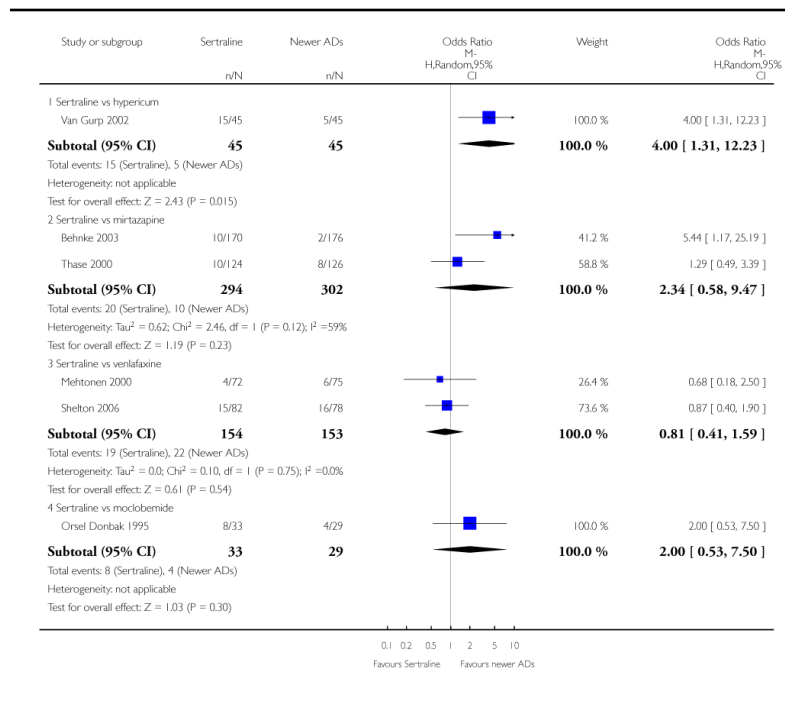 Study or subgroup Sertraline Newer ADs Odds Ratio Weight Odds Ratio
M- M-
H,Random,95% H,Random,95%
n/N n/N CI CI
1 Sertraline vs hypericum
Van Gurp 2002 15/45 5/45 100.0 % 4.00 [ 1.31, 12.23 ]
Subtotal (95% CI) 45 45 100.0 % 4.00 [ 1.31, 12.23 ]
Total events: 15 (Sertraline), 5 (Newer ADs)
Heterogeneity: not applicable
Test for overall effect: Z = 2.43 (P = 0.015)
2 Sertraline vs mirtazapine
Behnke 2003 10/170 2/176 41.2 % 5.44 [ 1.17, 25.19 ]
Thase 2000 10/124 8/126 58.8 % 1.29 [ 0.49, 3.39 ]
Subtotal (95% CI) 294 302 100.0 % 2.34 [ 0.58, 9.47 ]
Total events: 20 (Sertraline), 10 (Newer ADs)
Heterogeneity: Tau² = 0.62; Chi² = 2.46, df = 1 (P = 0.12); I² =59%
Test for overall effect: Z = 1.19 (P = 0.23)
3 Sertraline vs venlafaxine
Mehtonen 2000 4/72 6/75 26.4 % 0.68 [ 0.18, 2.50 ]
Shelton 2006 15/82 16/78 73.6 % 0.87 [ 0.40, 1.90 ]
Subtotal (95% CI) 154 153 100.0 % 0.81 [ 0.41, 1.59 ]
Total events: 19 (Sertraline), 22 (Newer ADs)
Heterogeneity: Tau² = 0.0; Chi² = 0.10, df = 1 (P = 0.75); I² =0.0%
Test for overall effect: Z = 0.61 (P = 0.54)
4 Sertraline vs moclobemide
Orsel Donbak 1995 8/33 4/29 100.0 % 2.00 [ 0.53, 7.50 ]
Subtotal (95% CI) 33 29 100.0 % 2.00 [ 0.53, 7.50 ]
Total events: 8 (Sertraline), 4 (Newer ADs)
Heterogeneity: not applicable
Test for overall effect: Z = 1.03 (P = 0.30)
0.1 0.2 0.5 1 2 5 10
Favours Sertraline Favours newer ADs